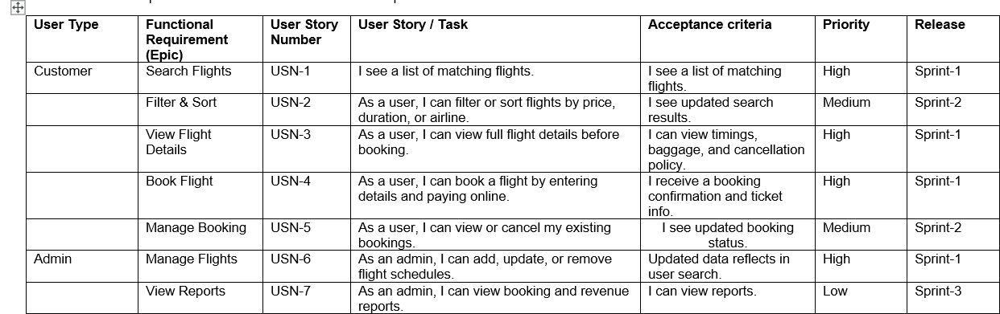 User Type Functional Requirement (Epic) User Story Number User Story / Task Acceptance criteria Priority Release
Customer Search Flights USN-1 I see a list of matching flights. I see a list of matching flights. High Sprint-1
Filter & Sort USN-2 As a user, I can filter or sort flights by price, duration, or airline. I see updated search results. Medium Sprint-2
View Flight Details USN-3 As a user, I can view full flight details before booking. I can view timings, baggage, and cancellation policy. High Sprint-1
Book Flight USN-4 As a user, I can book a flight by entering details and paying online. I receive a booking confirmation and ticket info. High Sprint-1
Manage Booking USN-5 As a user, I can view or cancel my existing bookings. I see updated booking status. Medium Sprint-2
Admin Manage Flights USN-6 As an admin, I can add, update, or remove flight schedules. Updated data reflects in user search. High Sprint-1
View Reports USN-7 As an admin, I can view booking and revenue reports. I can view reports. Low Sprint-3